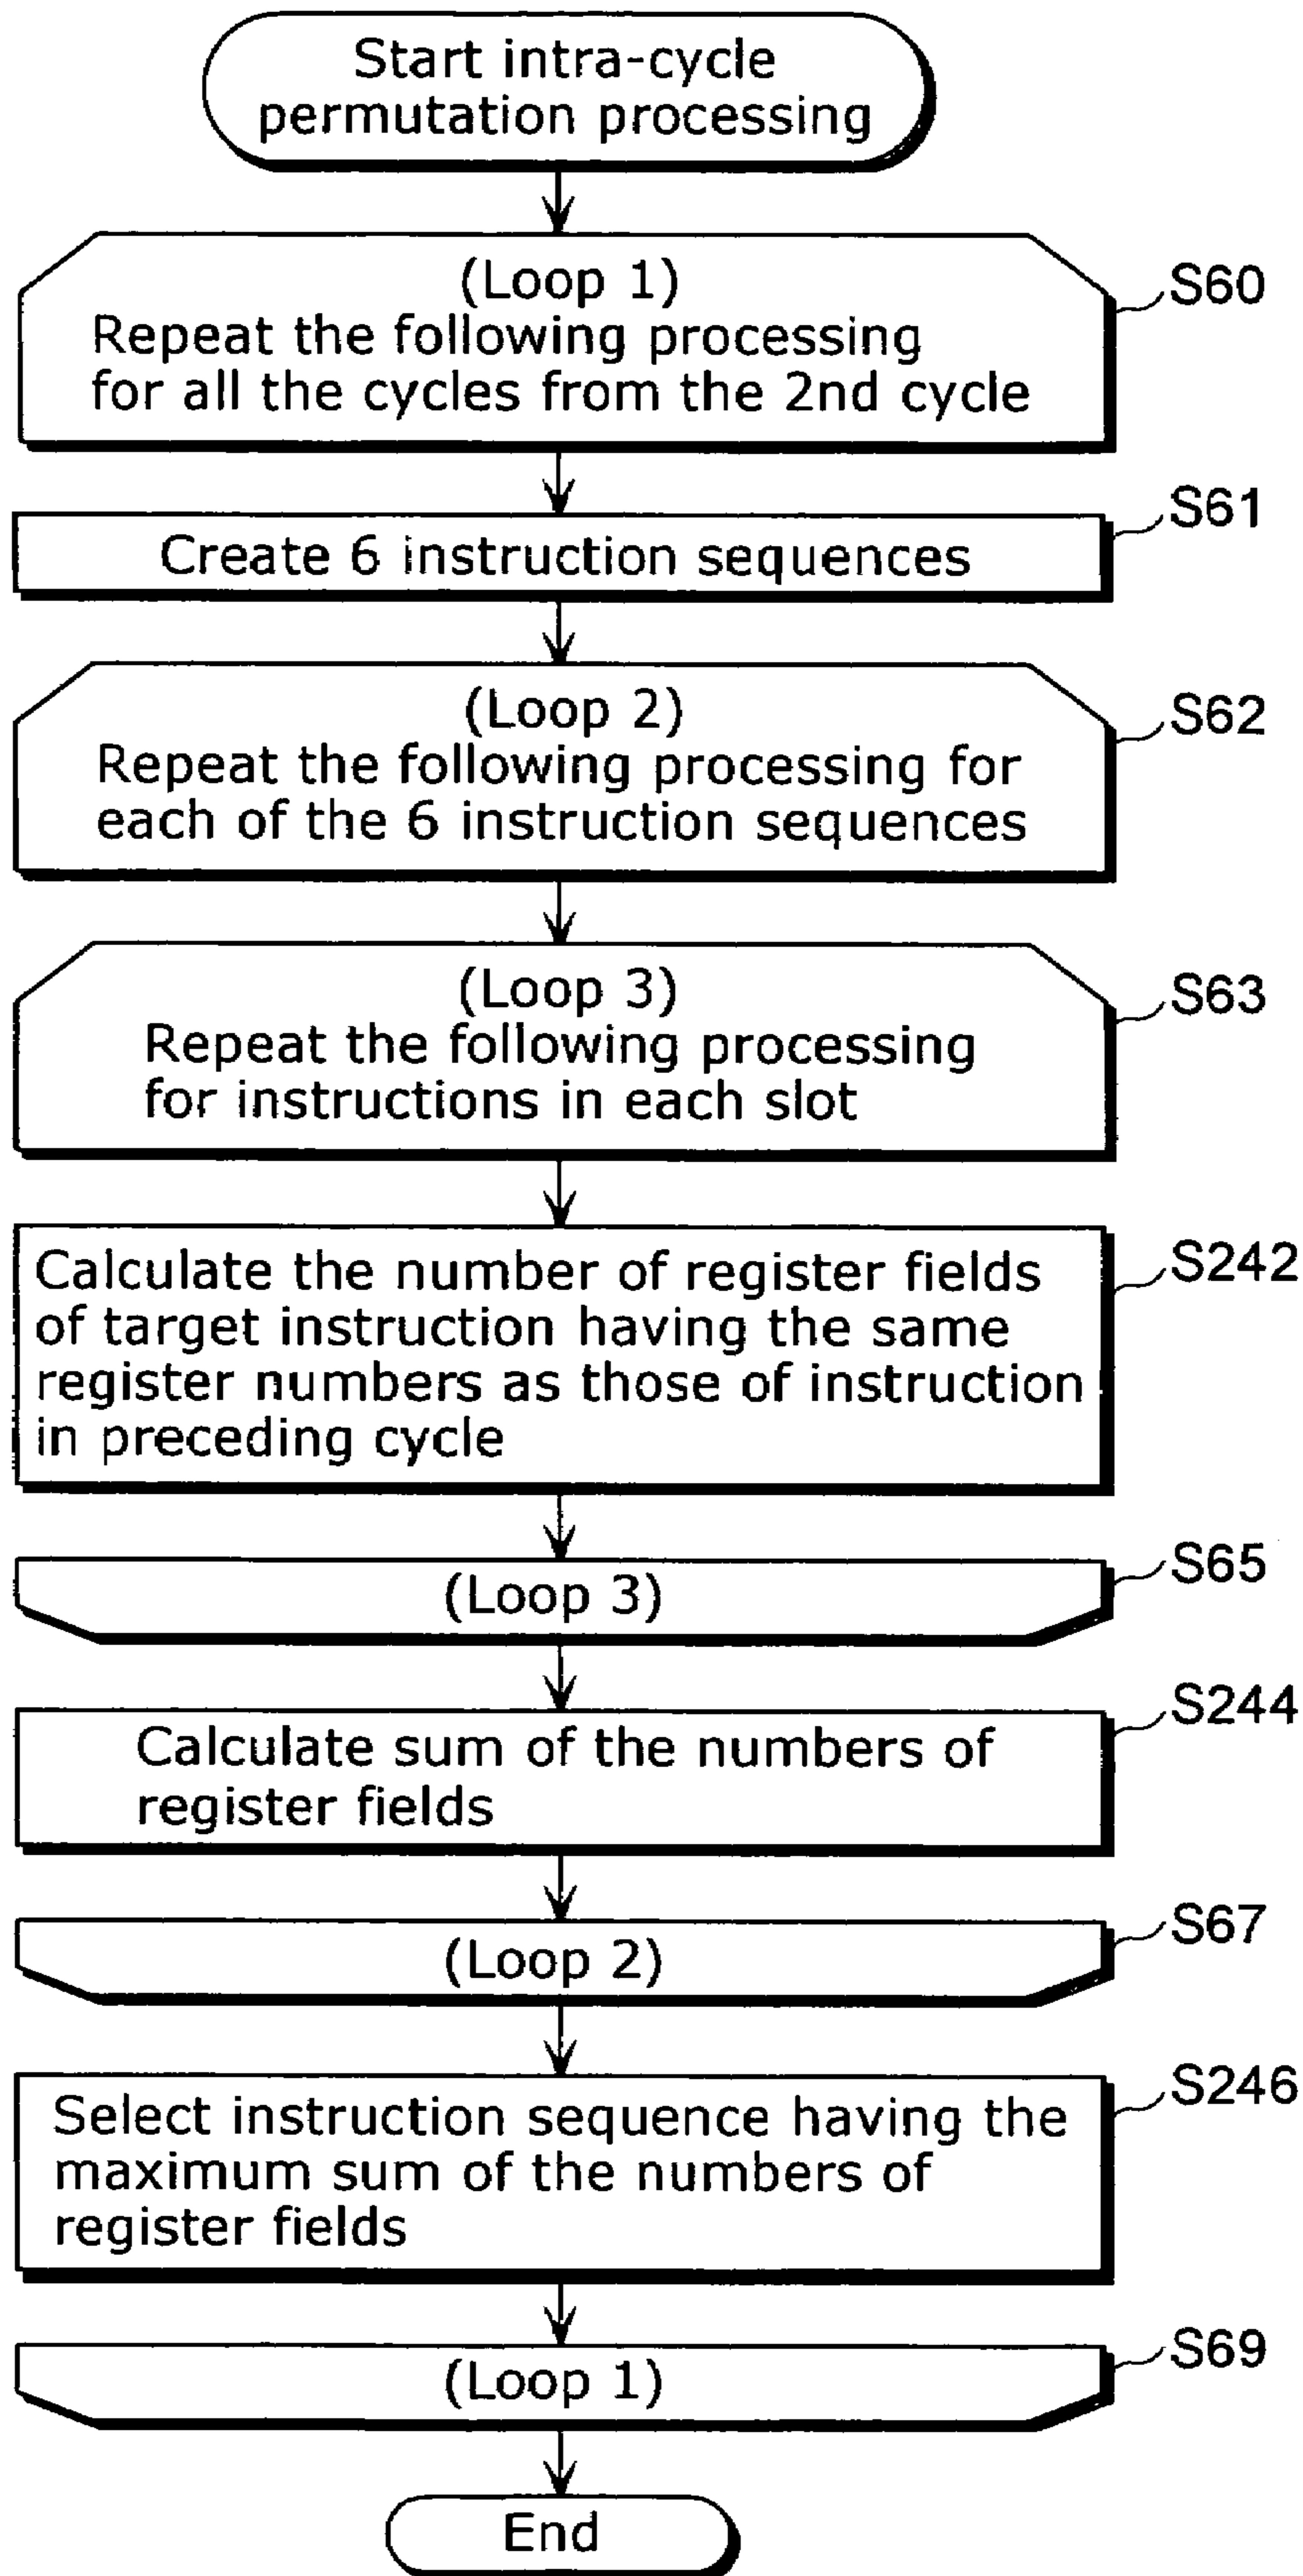 Start intra-cycle
permutation processing
(Loop 1)
Repeat the following processing
for all the cycles from the 2nd cycle
S60
Create 6 instruction sequences
S61
(Loop 2)
Repeat the following processing for
each of the 6 instruction sequences
S62
(Loop 3)
Repeat the following processing
for instructions in each slot
S63
Calculate the number of register fields
of target instruction having the same
register numbers as those of instruction
in preceding cycle
S242
(Loop 3)
S65
Calculate sum of the numbers of
register fields
S244
(Loop 2)
S67
Select instruction sequence having the
maximum sum of the numbers of
register fields
S246
(Loop 1)
S69
End